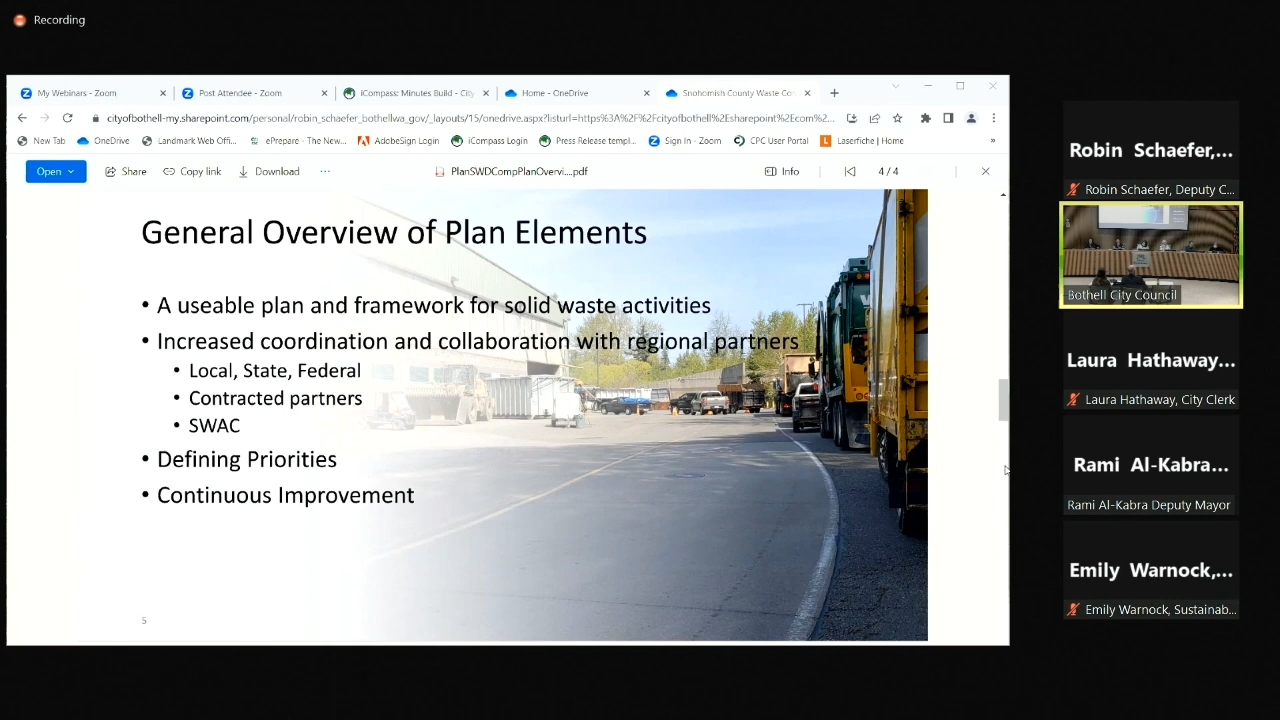 Recording
My Webinars - Zoom
Post Attendee - Zoom
iCompass: Minutes Build - City
Home - OneDrive
Snohomish County Waste Co
cityofbothell-my.sharepoint.com/personal/robin_schaefer_bothellwa_gov/_layouts/15/onedrive.aspx?listurl=https%3A%2F%2Fcityofbothell%2Esharepoint%2Ecom%2...
New Tab OneDrive Landmark Web Offi... ePrepare - The New... AdobeSign Login iCompass Login Press Release templ... Sign In - Zoom CPC User Portal Laserfiche | Home »
Open Share Copy link Download ... PlanSWDCompPlanOvervi....pdf Info 4 / 4
General Overview of Plan Elements
• A useable plan and framework for solid waste activities
• Increased coordination and collaboration with regional partners
• Local, State, Federal
• Contracted partners
• SWAC
• Defining Priorities
• Continuous Improvement
5
Robin Schaefer,...
Robin Schaefer, Deputy C...
Bothell City Council
Laura Hathaway...
Laura Hathaway, City Clerk
Rami Al-Kabra...
Rami Al-Kabra Deputy Mayor
Emily Warnock,...
Emily Warnock, Sustainab...